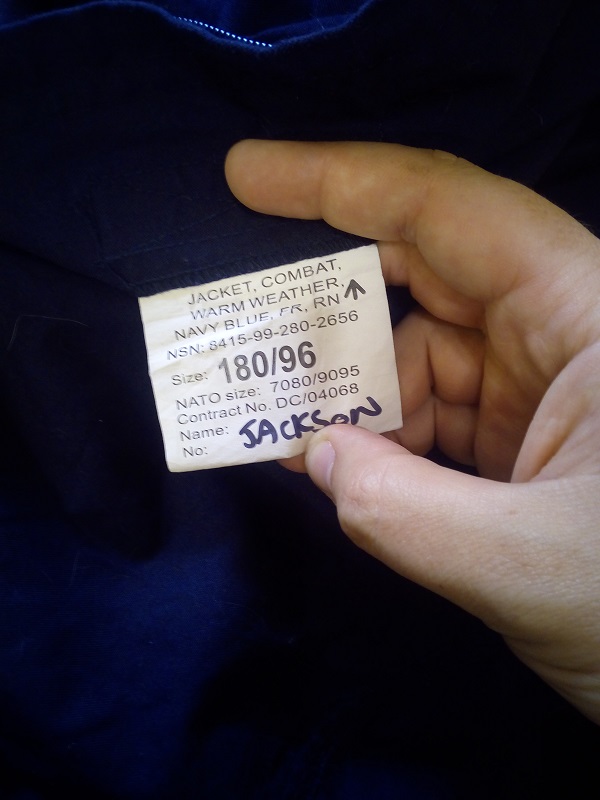 JACKET, COMBAT,
WARM WEATHER,
NAVY BLUE, FR, RN
NSN: 8415-99-280-2656
Size: 180/96
NATO size: 7080/9095
Contract No. DC/04068
Name: JACKSON
No: